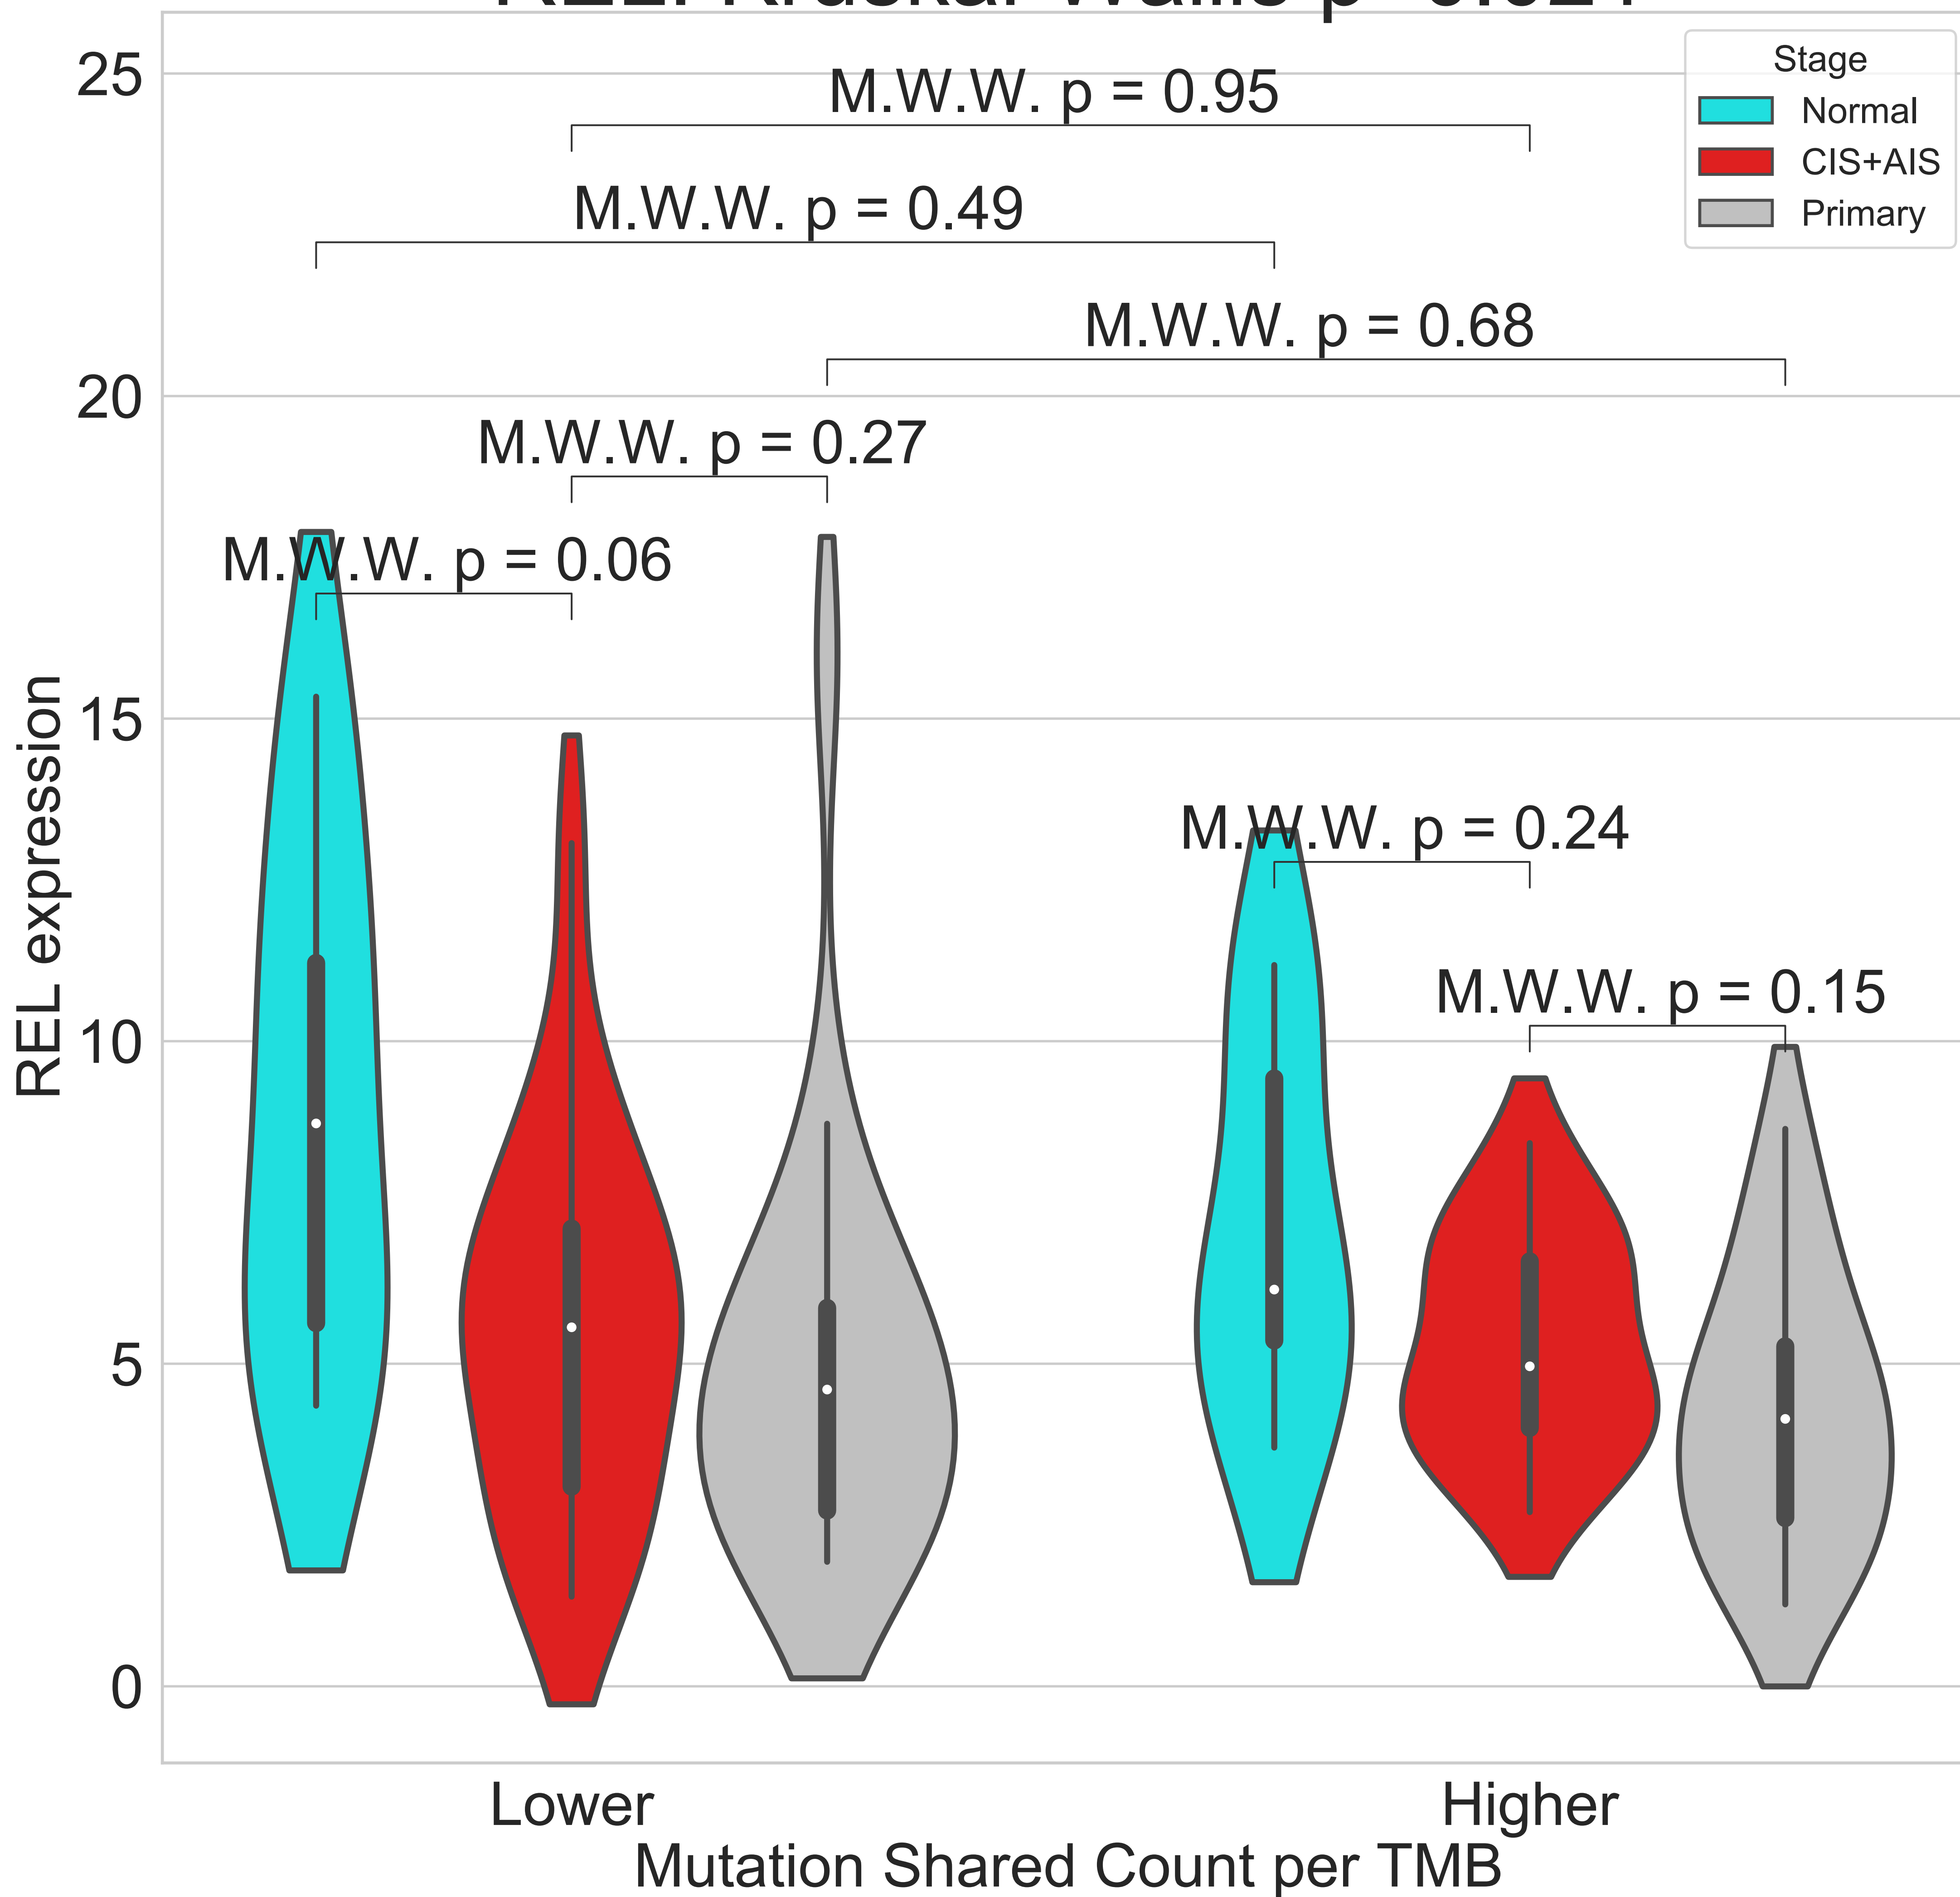 25
M.W.W. p = 0.95
Stage
Normal
CIS+AIS
Primary
M.W.W. p = 0.49
M.W.W. p = 0.68
20
M.W.W. p = 0.27
M.W.W. p = 0.06
15
M.W.W. p = 0.24
REL expression
M.W.W. p = 0.15
10
5
0
Lower
Higher
Mutation Shared Count per TMB